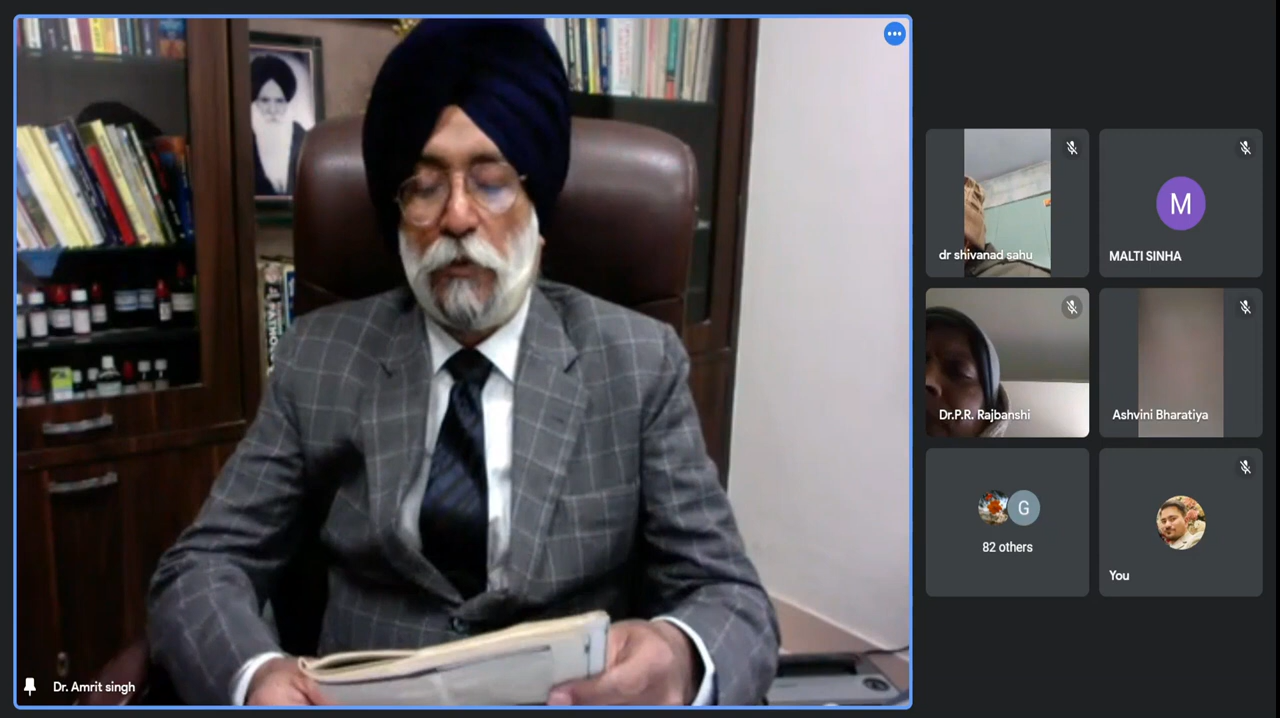 dr shivanad sahu
M
MALTI SINHA
Dr.P.R. Rajbanshi
Ashvini Bharatiya
G
82 others
You
Dr. Amrit singh